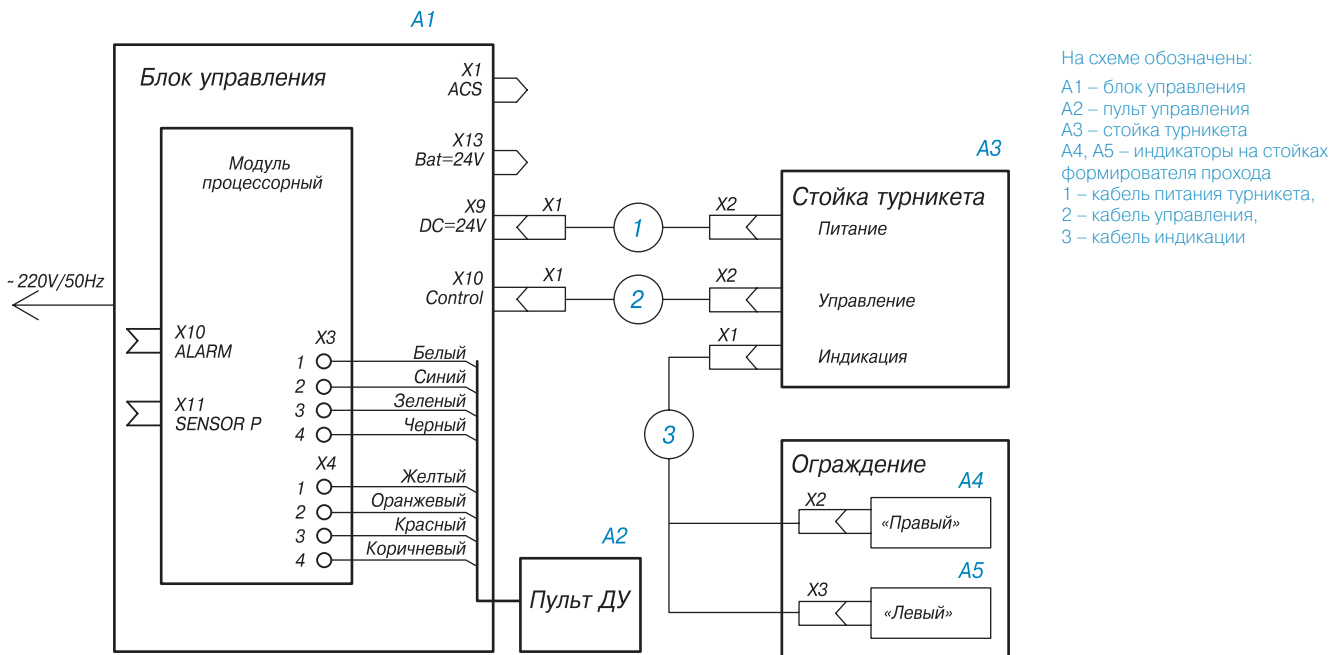 A1
Блок управления
X1
ACS
X13
Bat=24V
X9
DC=24V
X10
Control
Модуль
процессорный
~ 220V/50Hz
X10
ALARM
X11
SENSOR P
X3
1
2
3
4
Белый
Синий
Зеленый
Черный
X4
1
2
3
4
Желтый
Оранжевый
Красный
Коричневый
A2
Пульт ДУ
X1
1
X2
X1
2
X2
X1
3
A3
Стойка турникета
Питание
Управление
Индикация
Ограждение
A4
X2
«Правый»
A5
X3
«Левый»
На схеме обозначены:
A1 – блок управления
A2 – пульт управления
A3 – стойка турникета
A4, A5 – индикаторы на стойках
формирователя прохода
1 – кабель питания турникета,
2 – кабель управления,
3 – кабель индикации